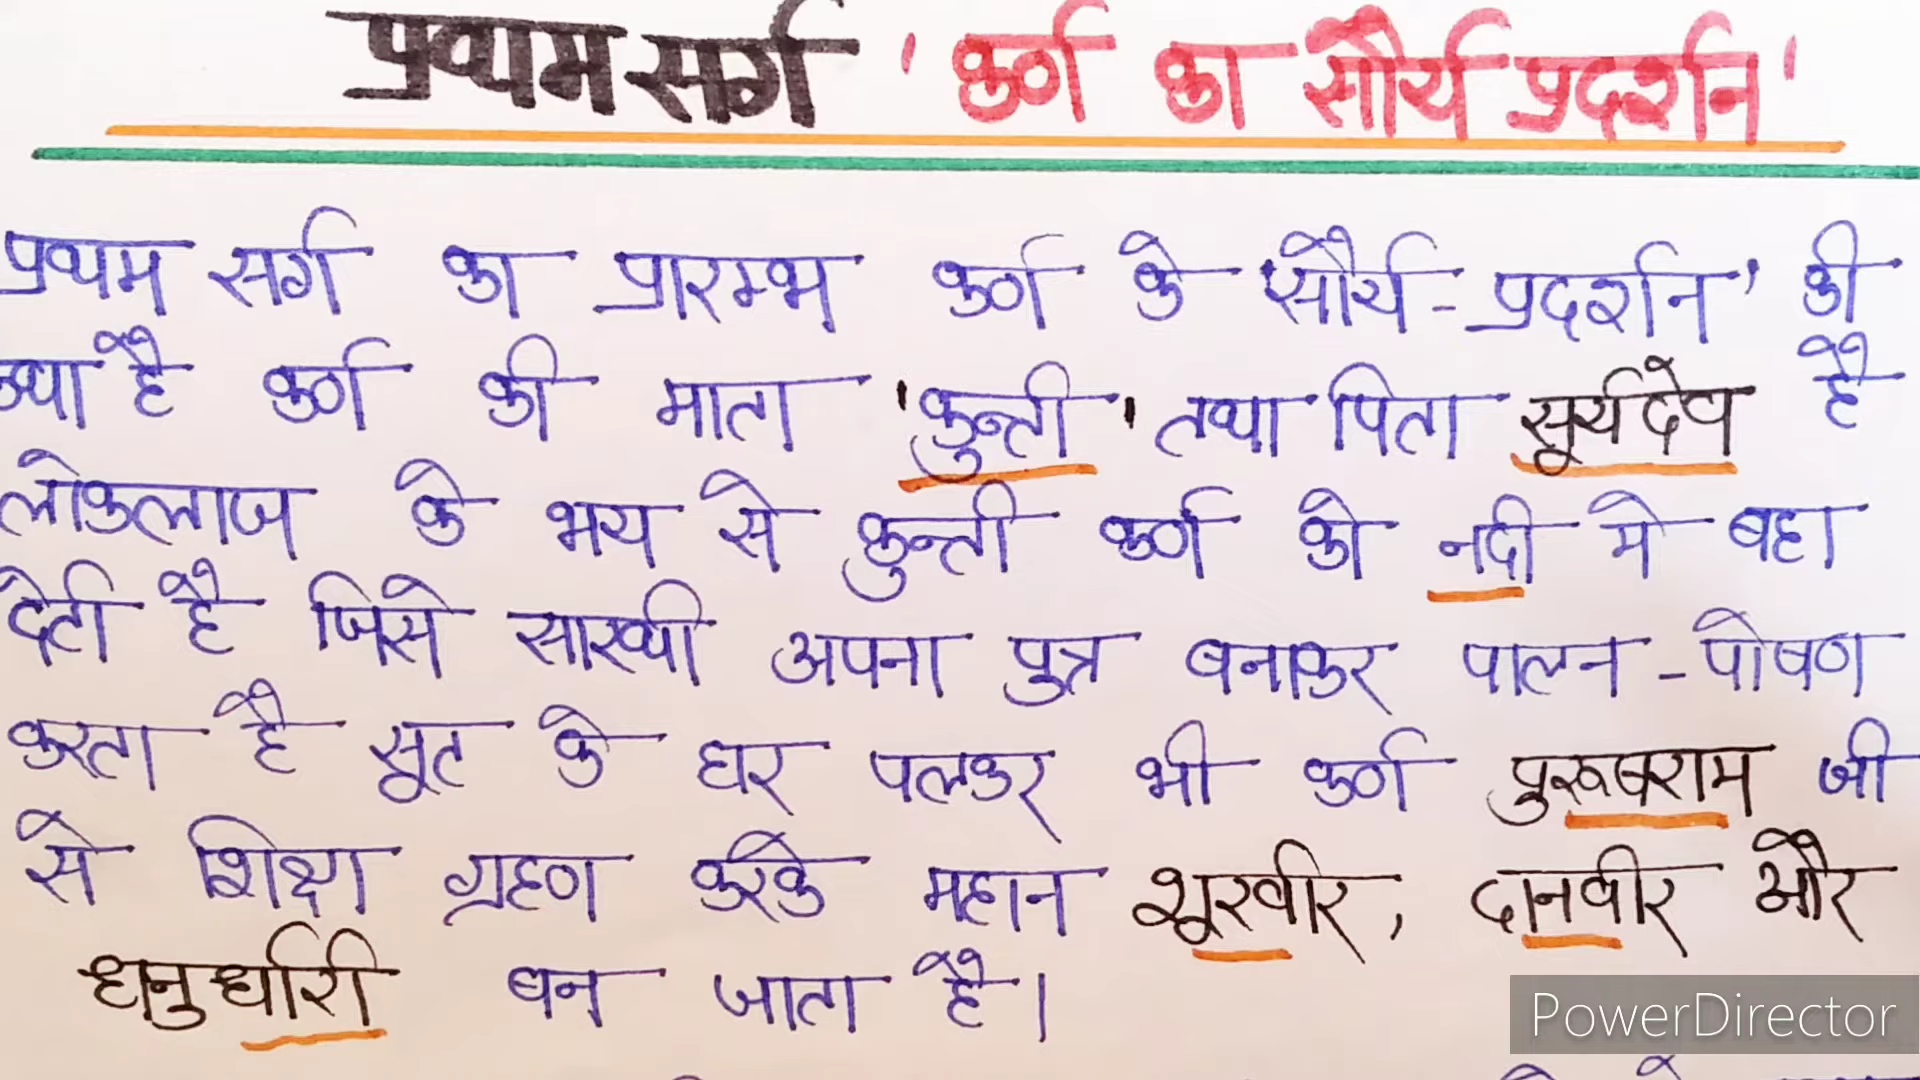 प्रथम सर्ग 'कर्ण का सौर्य प्रदर्शन'
प्रथम सर्ग का प्रारम्भ कर्ण के 'सौर्य-प्रदर्शन' की
व्था है कर्ण की माता 'कुन्ती' तथा पिता सूर्यदेव है
लोकलाज के भय से कुन्ती कर्ण को नदी मे बहा
देती है जिसे सारथी अपना पुत्र बनाकर पालन-पोषण
करता है सूत के घर पलकर भी कर्ण पुरूषराम जी
से शिक्षा ग्रहण करके महान शूरवीर, दानवीर और
धनुर्धारी बन जाता है।
PowerDirector